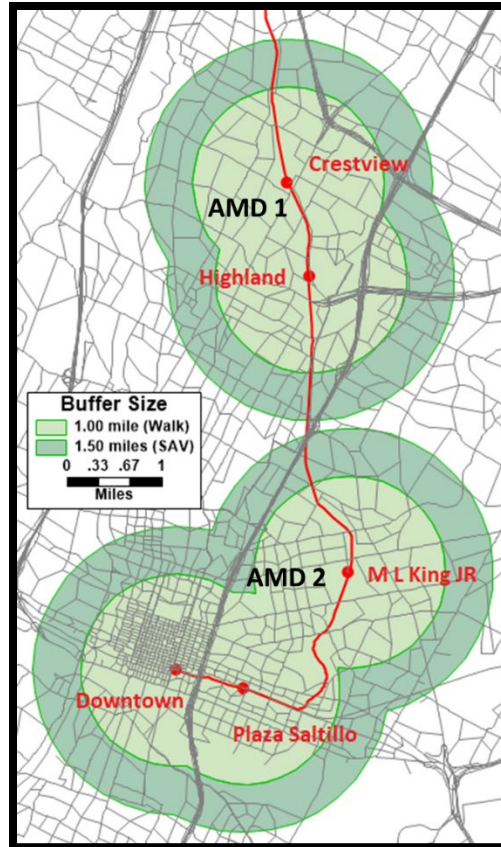 Crestview
AMD 1
Highland
Buffer Size
1.00 mile (Walk)
1.50 miles (SAV)
0 .33 .67 1
Miles
AMD 2
M L King JR
Downtown
Plaza Saltillo